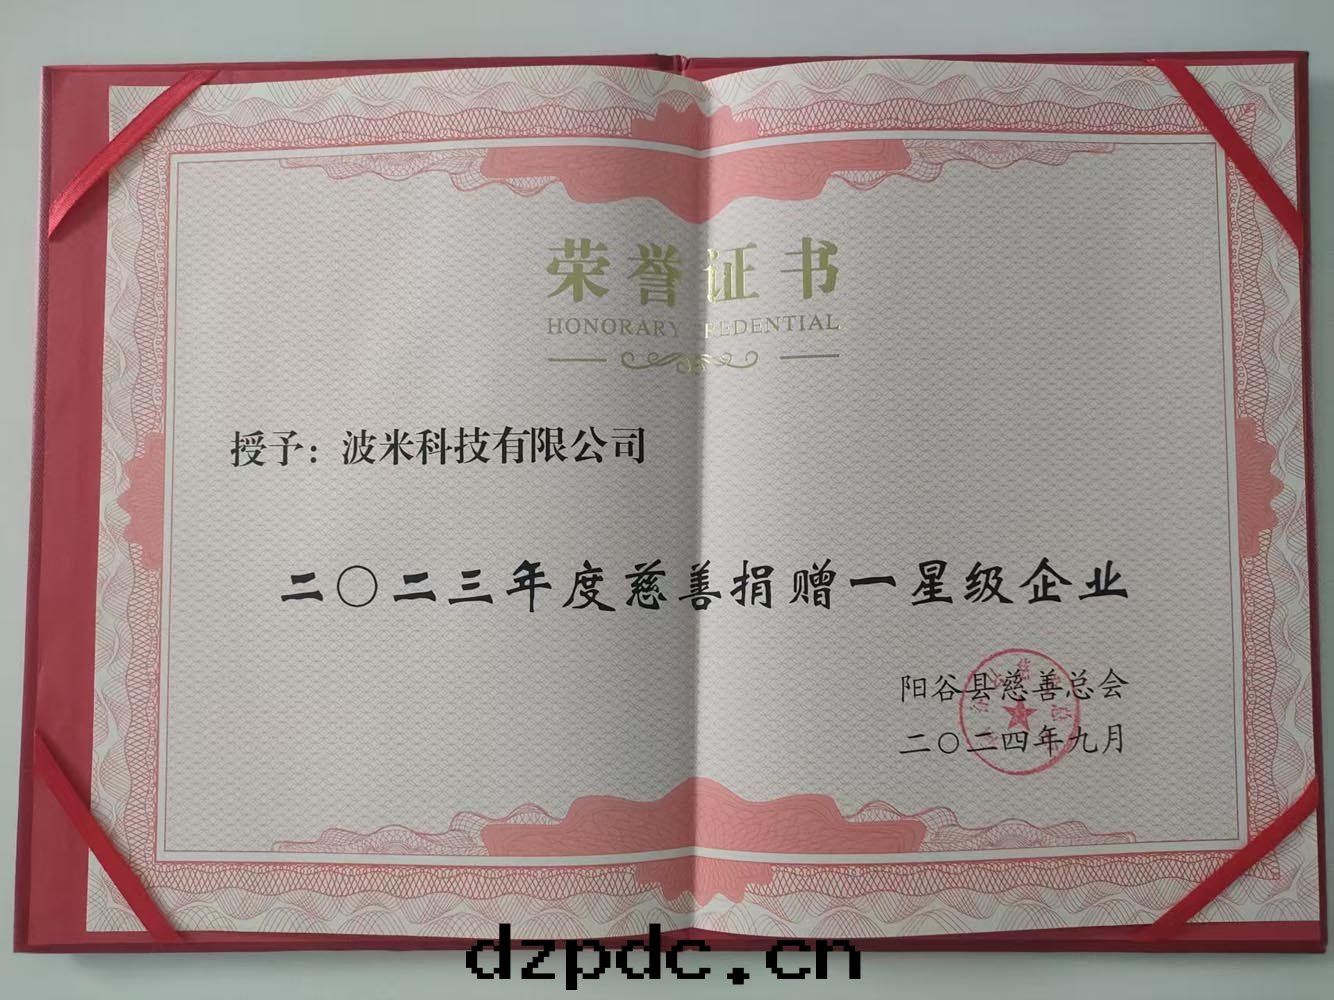 荣誉证书
HONORARY CREDENTIAL
授予：波米科技有限公司
二〇二三年度慈善捐赠一星级企业
阳谷县慈善总会
二〇二四年九月
dzpdc.cn